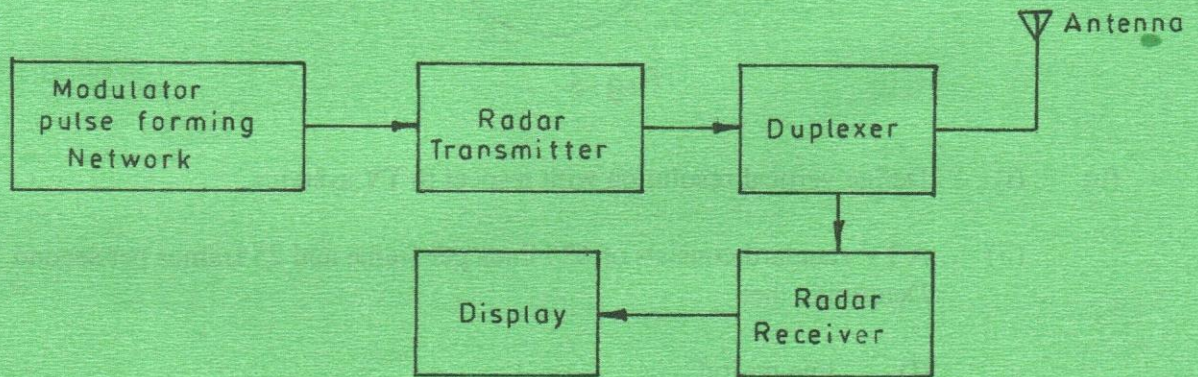 Antenna
Modulator
pulse forming
Network
Radar
Transmitter
Duplexer
Display
Radar
Receiver